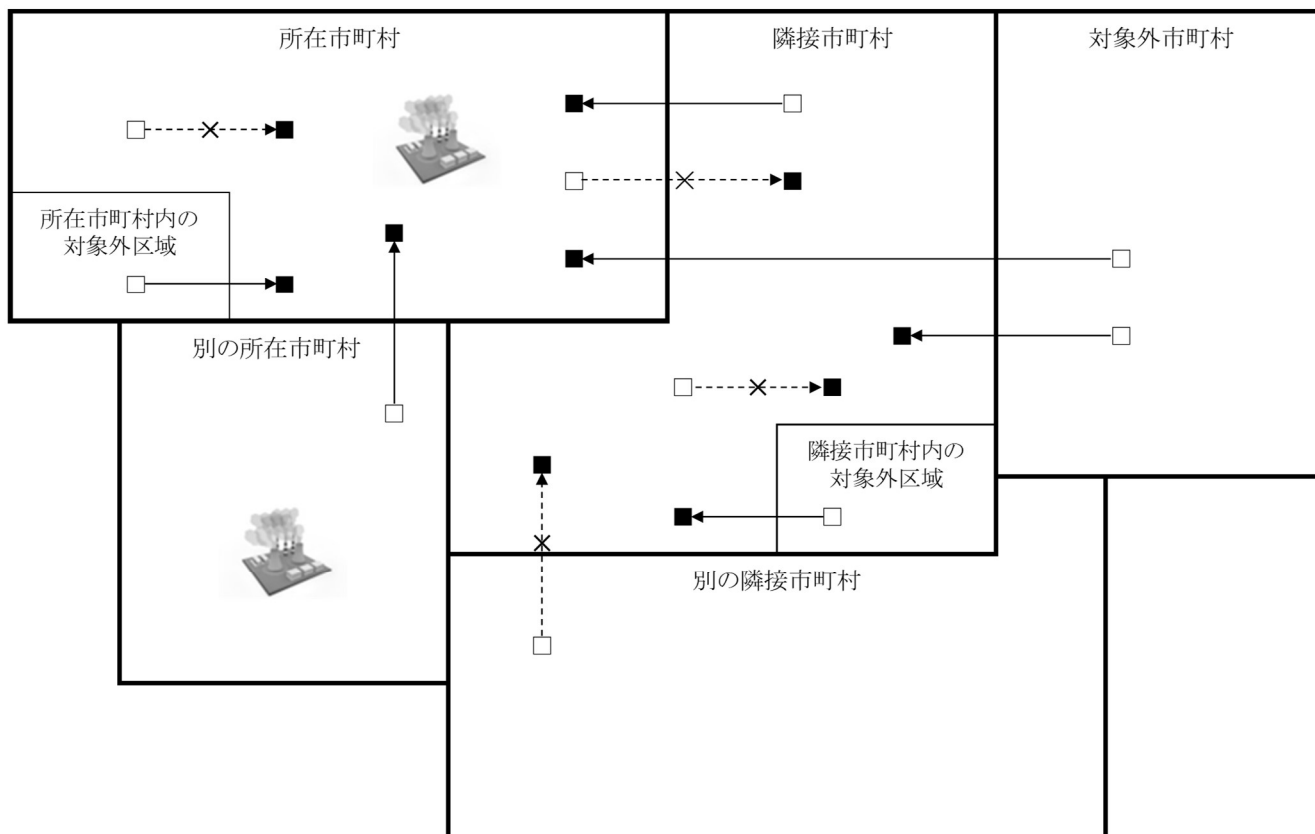 所在市町村
隣接市町村
対象外市町村
所在市町村内の
対象外区域
別の所在市町村
隣接市町村内の
対象外区域
別の隣接市町村